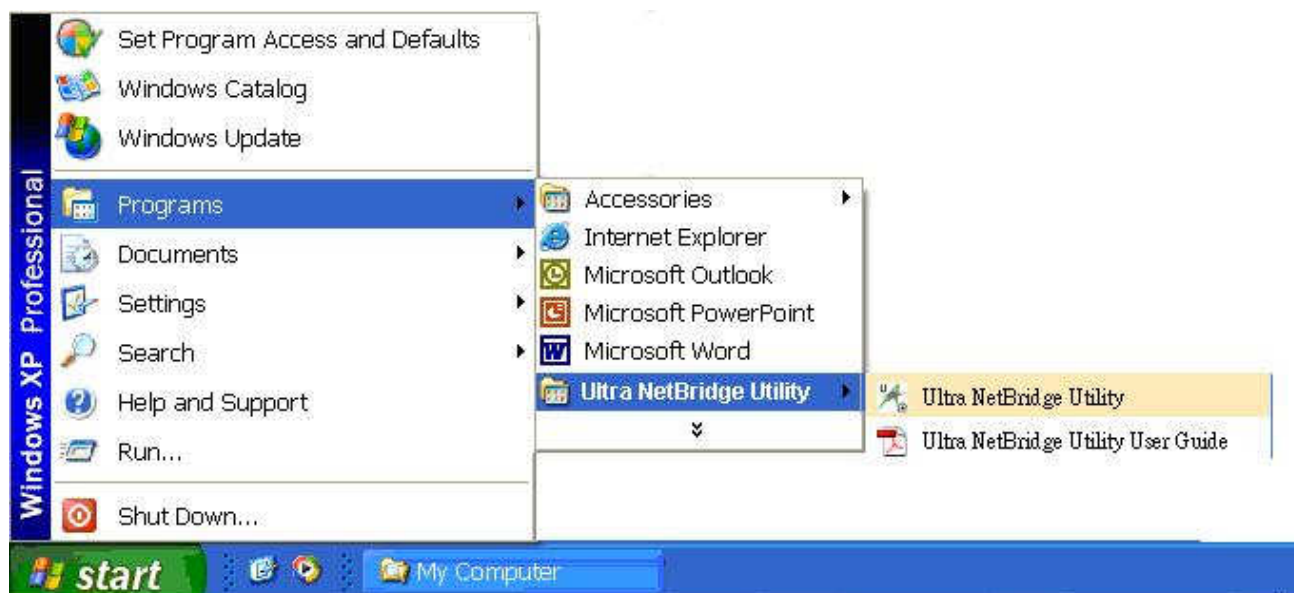 Windows XP Professional
Set Program Access and Defaults
Windows Catalog
Windows Update
Programs
Documents
Settings
Search
Help and Support
Run...
Shut Down...
Accessories
Internet Explorer
Microsoft Outlook
Microsoft PowerPoint
Microsoft Word
Ultra NetBridge Utility
Ultra NetBridge Utility
Ultra NetBridge Utility User Guide
start
My Computer